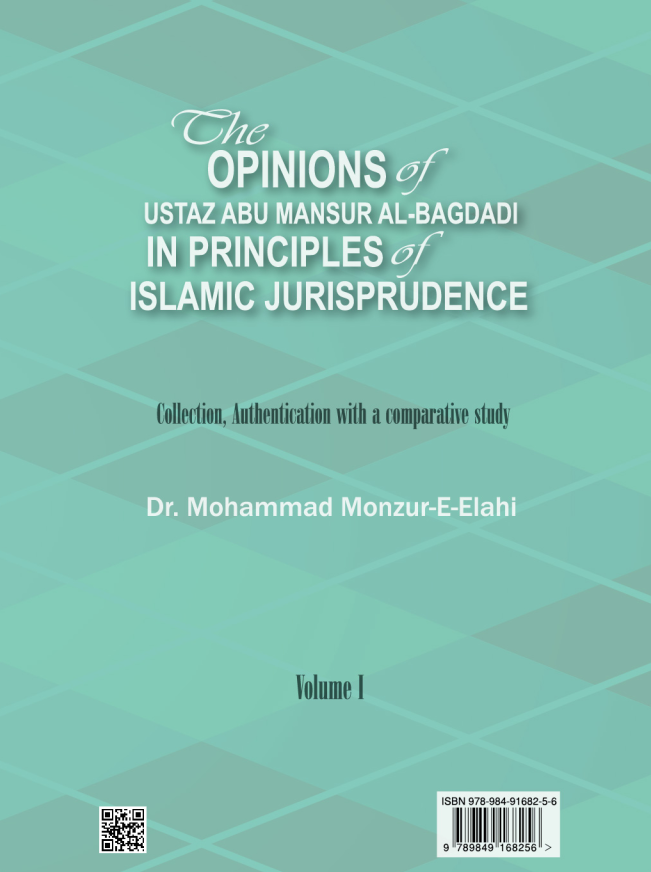 The
OPINIONS of
USTAZ ABU MANSUR AL-BAGDADI
IN PRINCIPLES of
ISLAMIC JURISPRUDENCE
Collection, Authentication with a comparative study
Dr. Mohammad Monzur-E-Elahi
Volume I
ISBN 978-984-91682-5-6
9 789849 168256 >